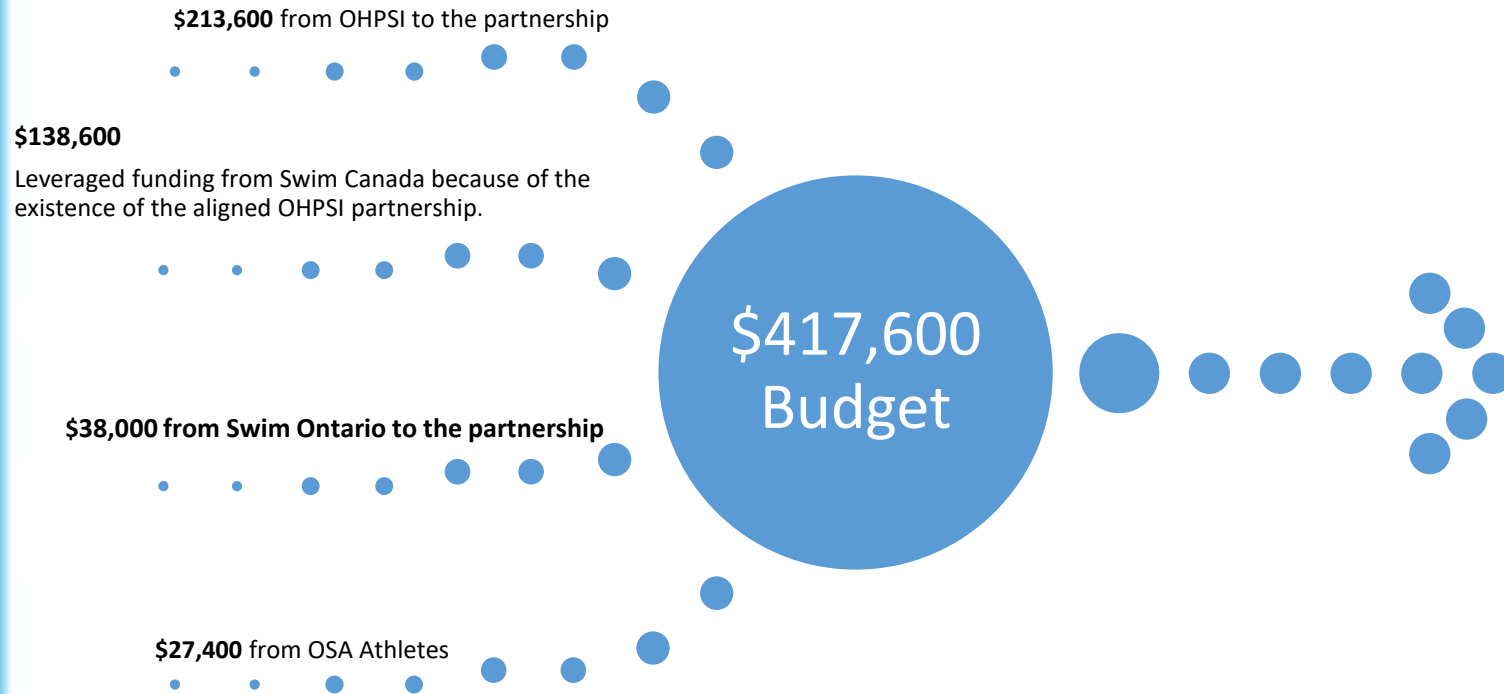 $213,600 from OHPSI to the partnership
$138,600
Leveraged funding from Swim Canada because of the
existence of the aligned OHPSI partnership.
$417,600
Budget
$38,000 from Swim Ontario to the partnership
$27,400 from OSA Athletes